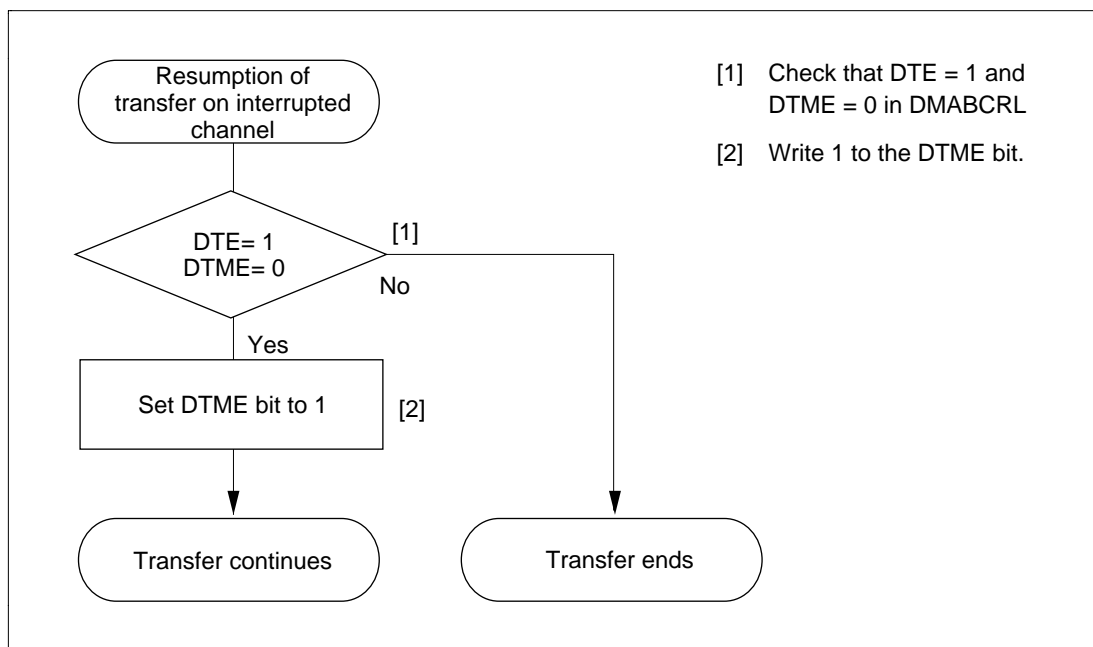 Resumption of
transfer on interrupted
channel
[1] Check that DTE = 1 and
DTME = 0 in DMABCRL
[2] Write 1 to the DTME bit.
DTE= 1
DTME= 0
[1]
No
Yes
Set DTME bit to 1
[2]
Transfer continues
Transfer ends